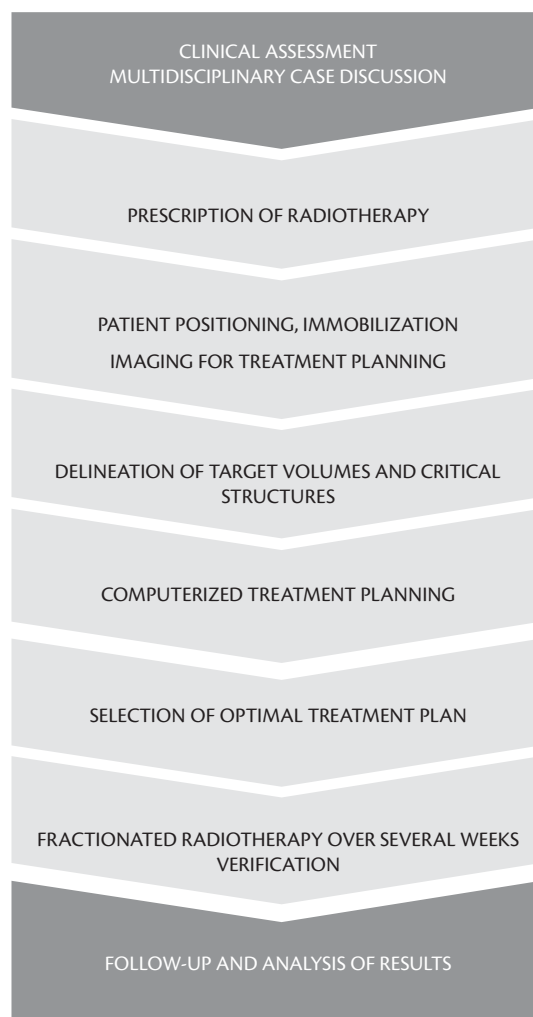 CLINICAL ASSESSMENT
MULTIDISCIPLINARY CASE DISCUSSION
PRESCRIPTION OF RADIOTHERAPY
PATIENT POSITIONING, IMMOBILIZATION
IMAGING FOR TREATMENT PLANNING
DELINEATION OF TARGET VOLUMES AND CRITICAL
STRUCTURES
COMPUTERIZED TREATMENT PLANNING
SELECTION OF OPTIMAL TREATMENT PLAN
FRACTIONATED RADIOTHERAPY OVER SEVERAL WEEKS
VERIFICATION
FOLLOW-UP AND ANALYSIS OF RESULTS